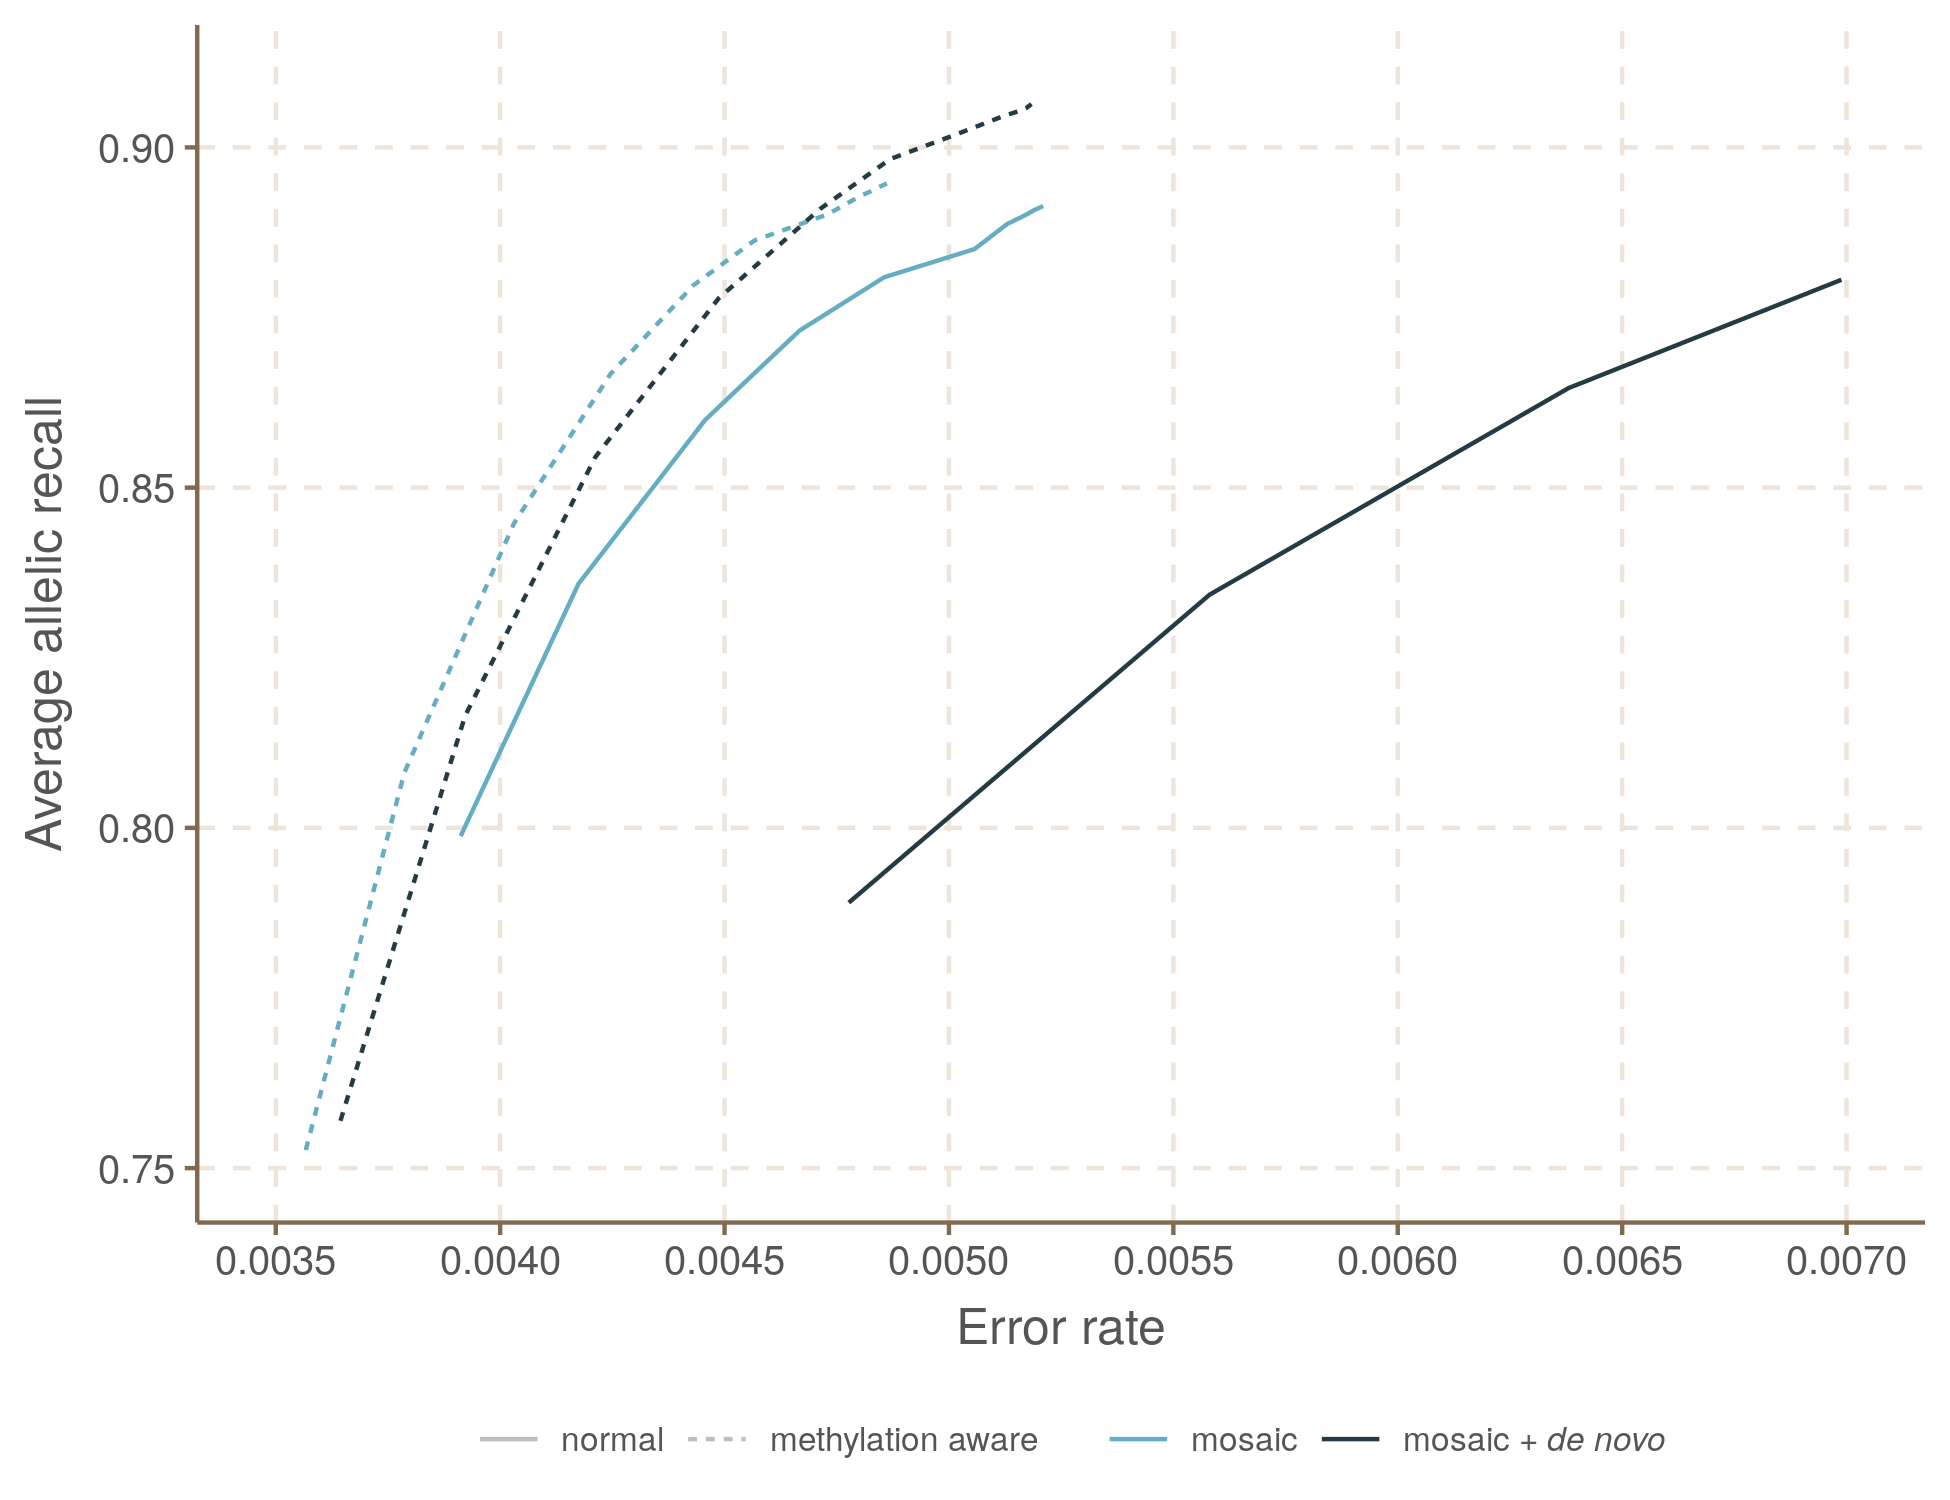 0.90
0.85
0.80
0.75
Average allelic recall
0.0035 0.0040 0.0045 0.0050 0.0055 0.0060 0.0065 0.0070
Error rate
normal methylation aware mosaic mosaic + de novo